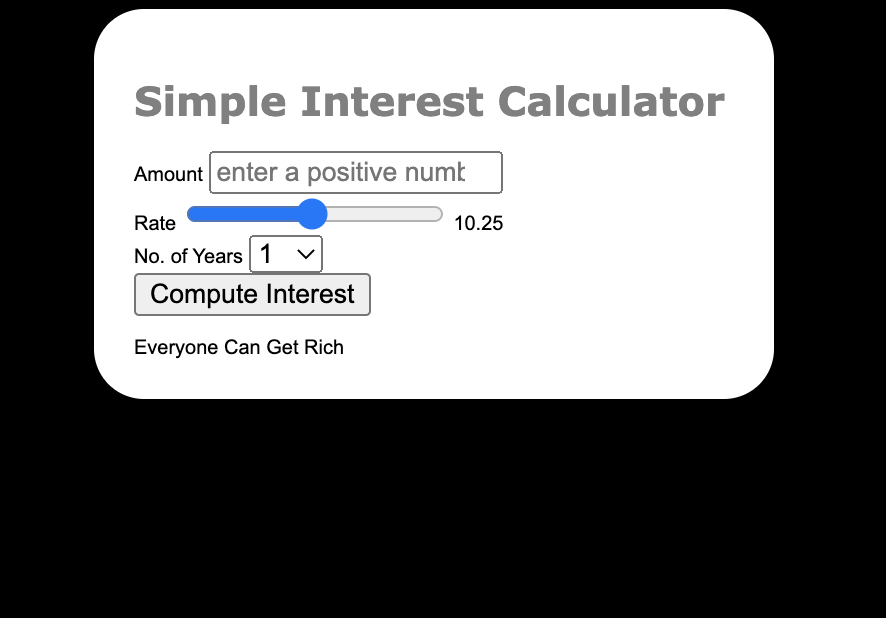 Simple Interest Calculator
Amount enter a positive numb
Rate 10.25
No. of Years 1
Compute Interest
Everyone Can Get Rich